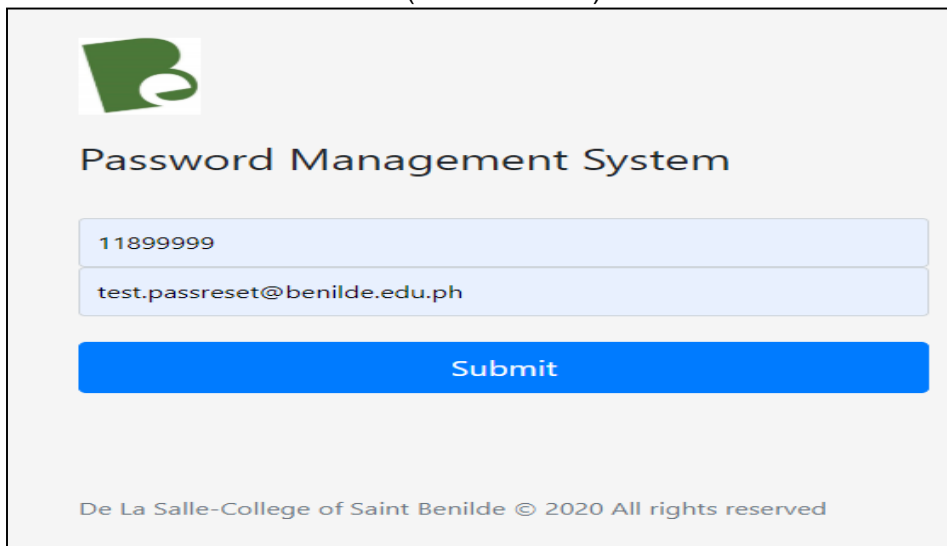 Password Management System
11899999
test.passreset@benilde.edu.ph
Submit
De La Salle-College of Saint Benilde © 2020 All rights reserved